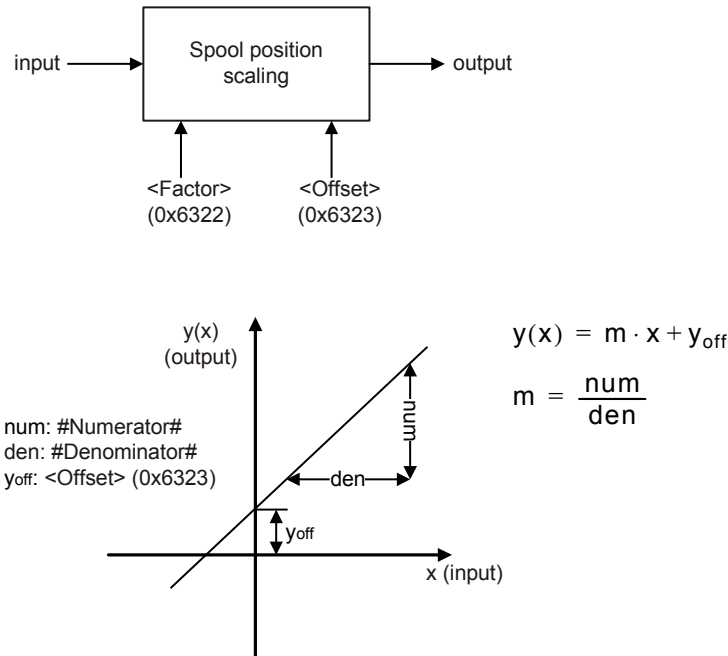 input
Spool position
scaling
output
<Factor>
(0x6322)
<Offset>
(0x6323)
y(x)
(output)
y(x) = m · x + yoff
m = num
den
num: #Numerator#
den: #Denominator#
yoff: <Offset> (0x6323)
num
den
yoff
x (input)